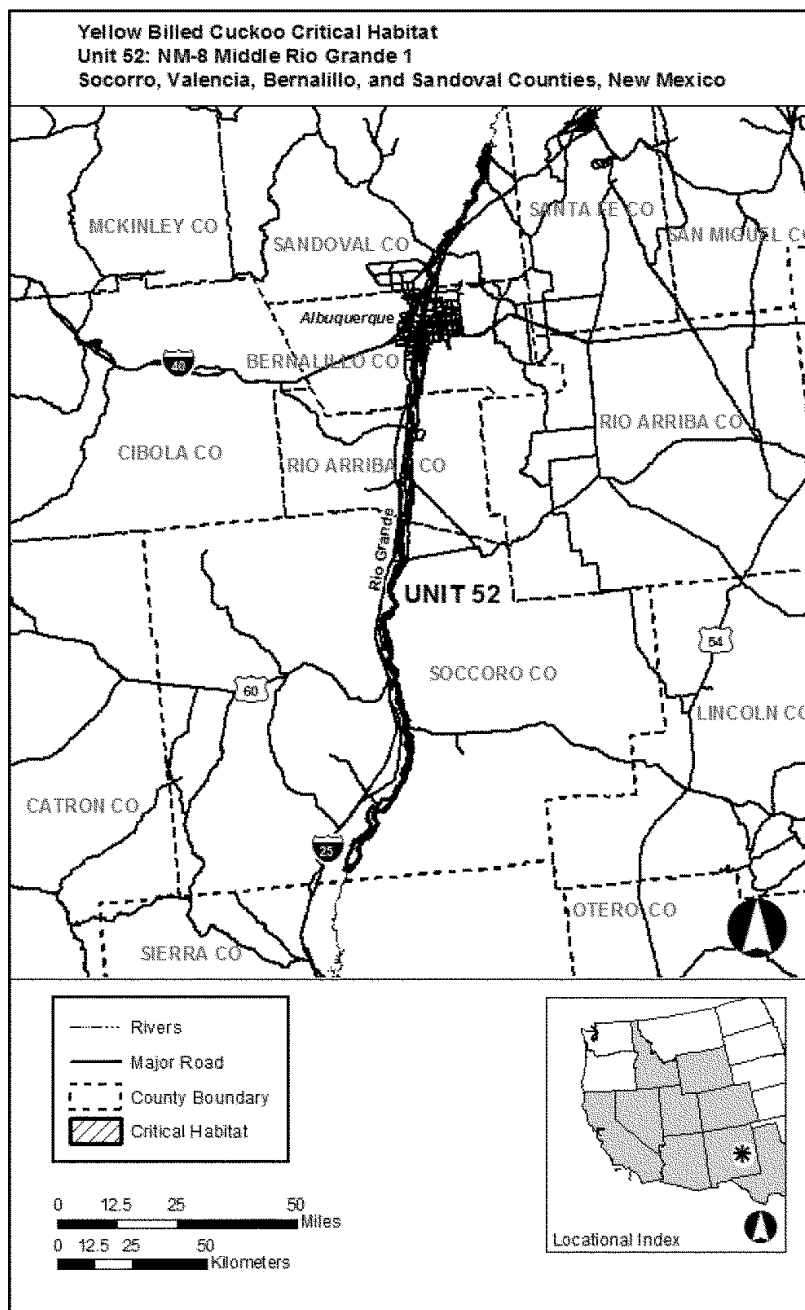 Yellow Billed Cuckoo Critical Habitat
Unit 52: NM-8 Middle Rio Grande 1
Socorro, Valencia, Bernalillo, and Sandoval Counties, New Mexico
MCKINLEY CO
SANDOVAL CO
SANTA FE CO
SAN MIGUEL CO
Albuquerque
BERNALILLO CO
40
CIBOLA CO
RIO ARRIBA CO
RIO ARRIBA CO
Rio Grande
UNIT 52
54
60
SOCCORO CO
LINCOLN CO
CATRON CO
25
OTERO CO
SIERRA CO
Rivers
Major Road
County Boundary
Critical Habitat
0 12.5 25 50
Miles
0 12.5 25 50
Kilometers
Locational Index